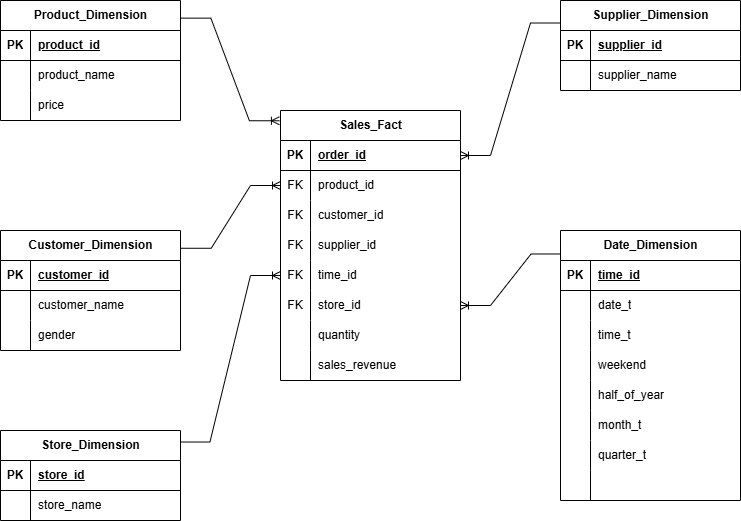 Product_Dimension
PK product_id
product_name
price
Supplier_Dimension
PK supplier_id
supplier_name
Sales_Fact
PK order_id
FK product_id
FK customer_id
FK supplier_id
FK time_id
FK store_id
quantity
sales_revenue
Customer_Dimension
PK customer_id
customer_name
gender
Date_Dimension
PK time_id
date_t
time_t
weekend
half_of_year
month_t
quarter_t
Store_Dimension
PK store_id
store_name